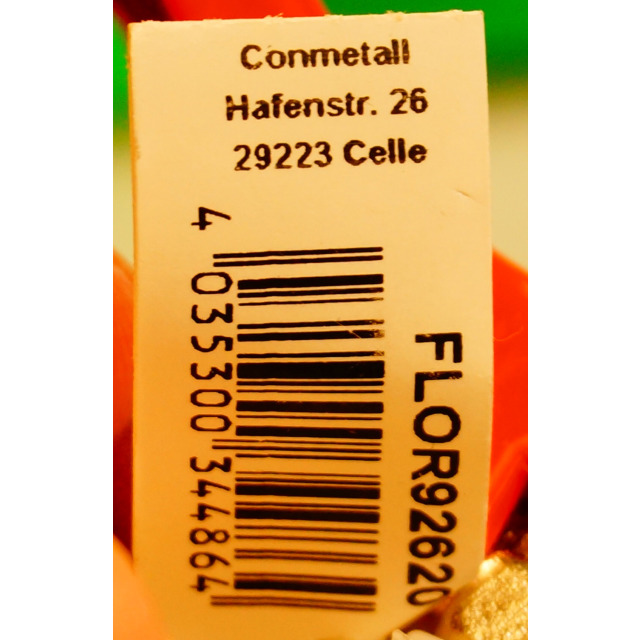 Conmetall
Hafenstr. 26
29223 Celle
4 035300 344864
FLOR92620